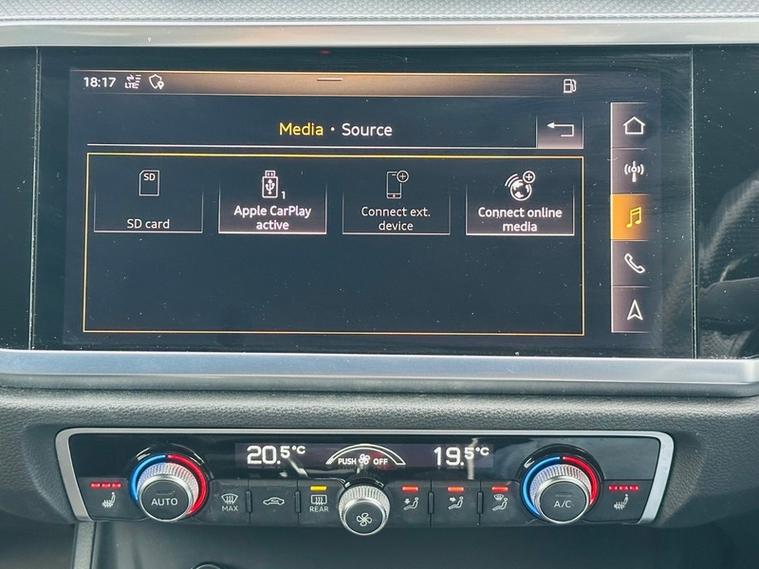 18:17 LTE
Media · Source
SD
1
SD card
Apple CarPlay
active
Connect ext.
device
Connect online
media
20.5°C
PUSH OFF
19.5°C
AUTO
MAX
REAR
A/C